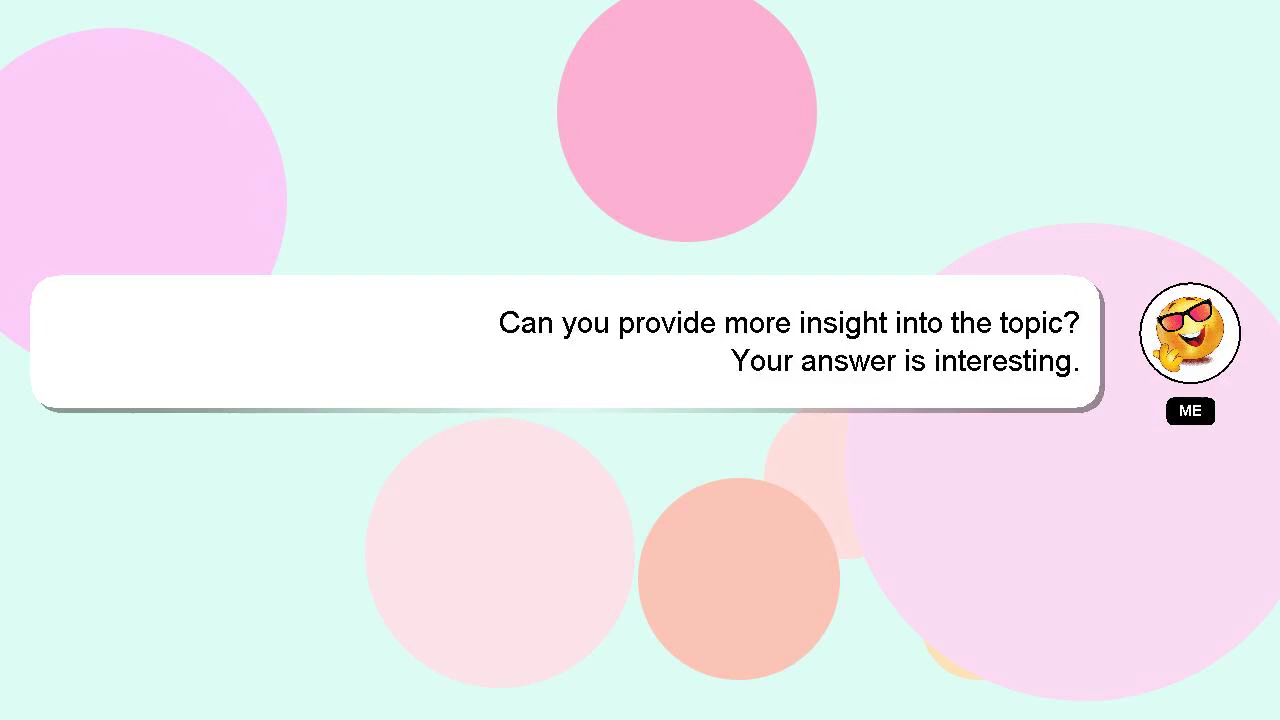 Can you provide more insight into the topic?
Your answer is interesting.
ME